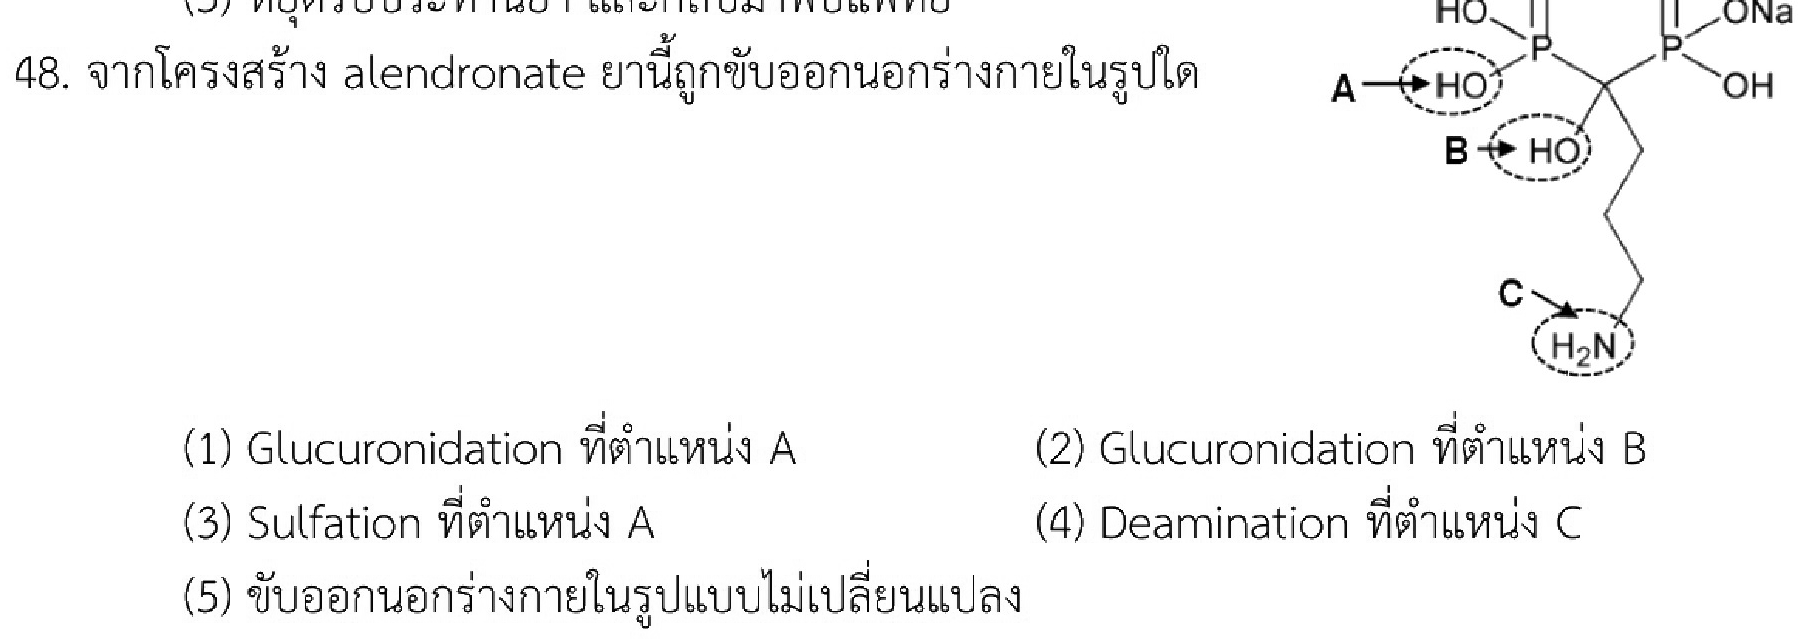 48. จากโครงสร้าง alendronate ยานี้ถูกขับออกนอกร่างกายในรูปใด
HO P P ONa
A HO OH
B HO
C
H₂N
(1) Glucuronidation ที่ตำแหน่ง A (2) Glucuronidation ที่ตำแหน่ง B
(3) Sulfation ที่ตำแหน่ง A (4) Deamination ที่ตำแหน่ง C
(5) ขับออกนอกร่างกายในรูปแบบไม่เปลี่ยนแปลง